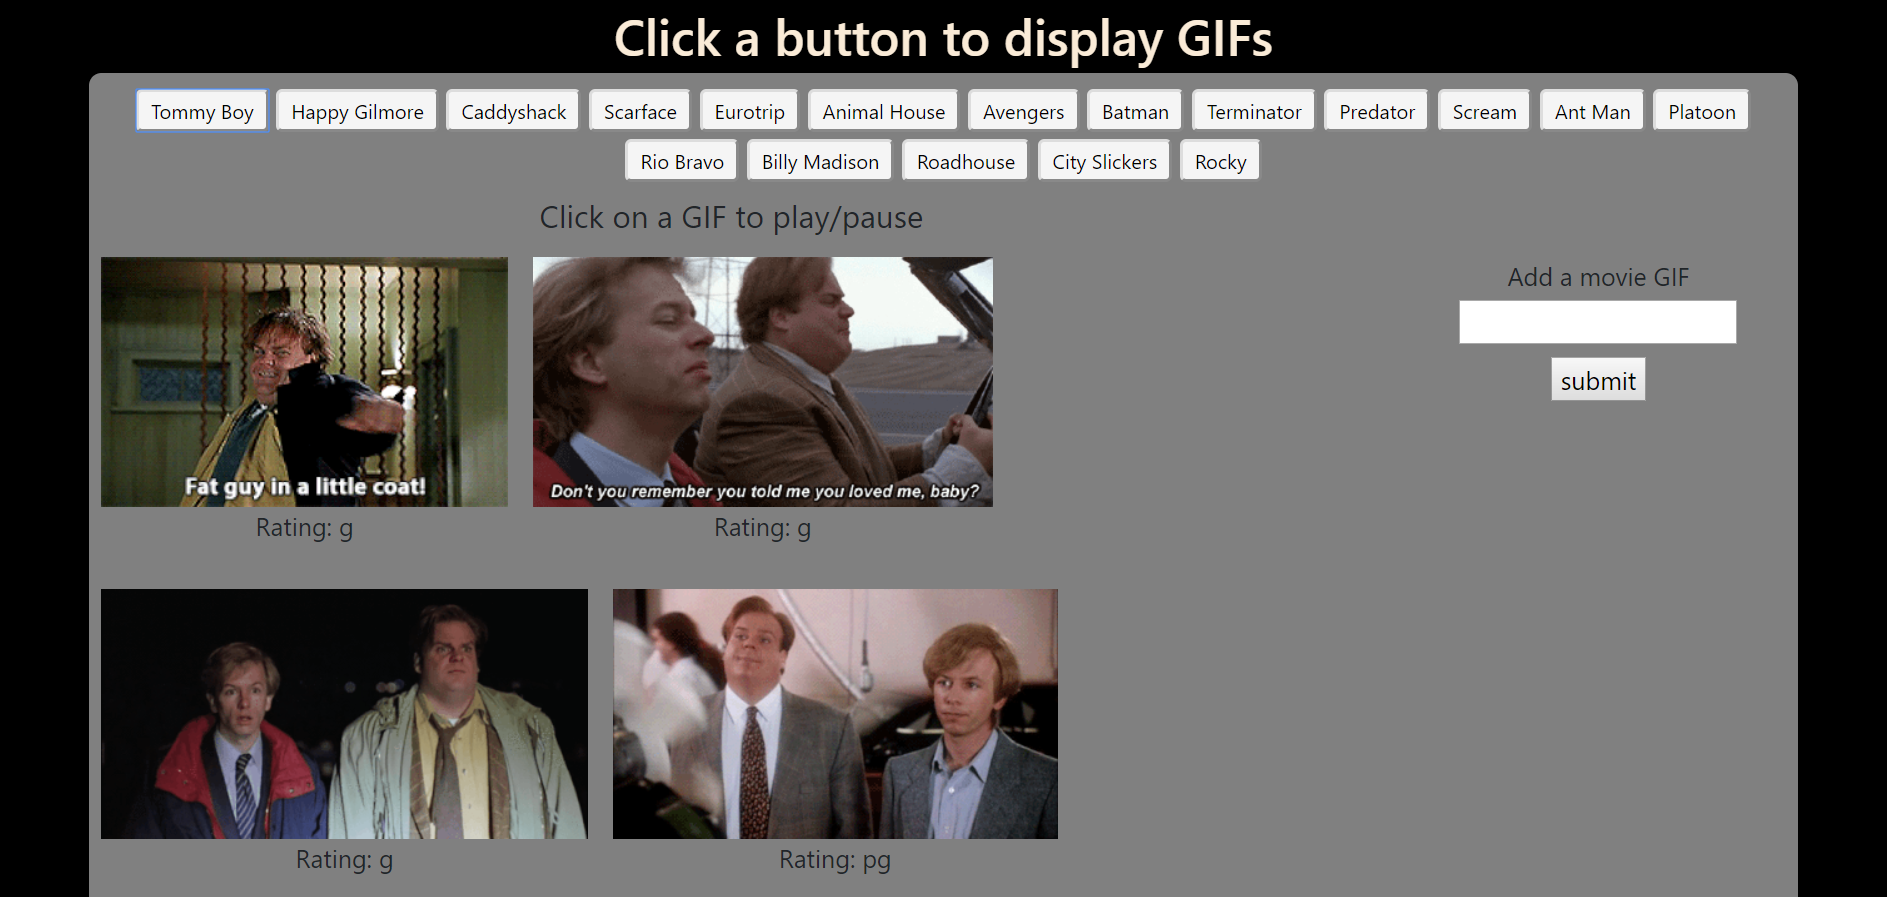 Click a button to display GIFs
Tommy Boy Happy Gilmore Caddyshack Scarface Eurotrip Animal House Avengers Batman Terminator Predator Scream Ant Man Platoon
Rio Bravo Billy Madison Roadhouse City Slickers Rocky
Click on a GIF to play/pause
Add a movie GIF
submit
Fat guy in a little coat!
Don't you remember you told me you loved me, baby?
Rating: g
Rating: g
Rating: g
Rating: pg